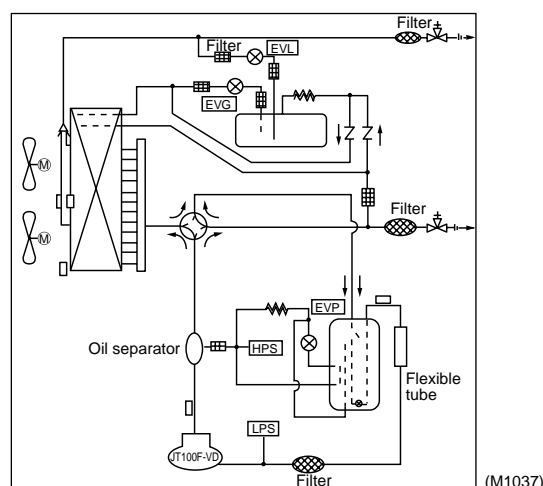 Filter
Filter
EVL
EVG
M
Filter
M
EVP
Oil separator
HPS
Flexible
tube
LPS
JT100F-VD
Filter
(M1037)